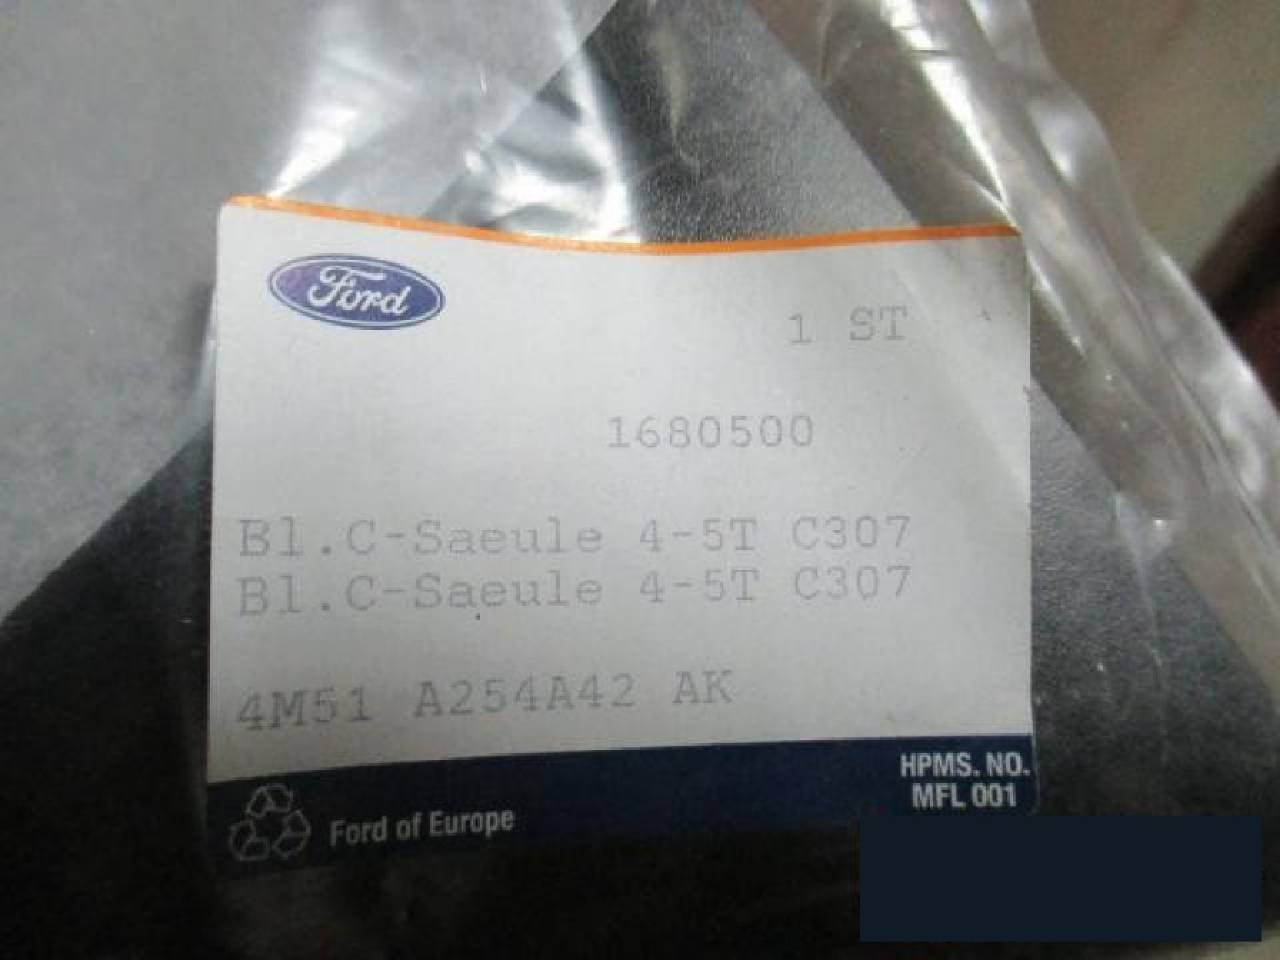 Ford
1 ST
1680500
Bl.C-Saeule 4-5T C307
Bl.C-Saeule 4-5T C307
4M51 A254A42 AK
HPMS. NO.
MFL 001
Ford of Europe